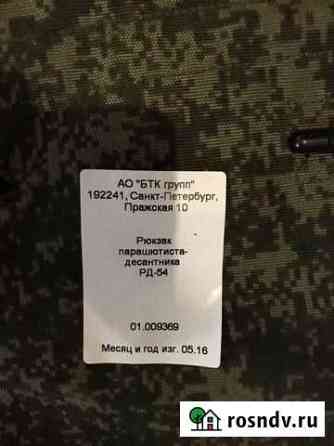 АО "БТК групп"
192241, Санкт-Петербург,
Пражская 10
Рюкзак
парашютиста-
десантника
РД-54
01.009369
Месяц и год изг. 05.16
rosndv.ru